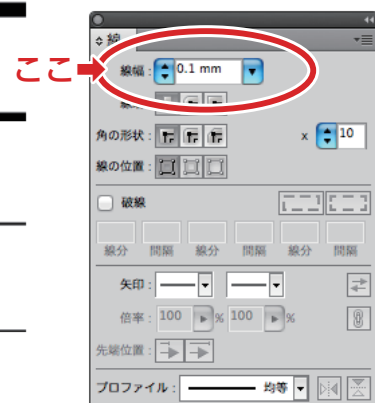 線
ここ
線幅 : 0.1 mm
角の形状 : x 10
線の位置 :
破線
線分 間隔 線分 間隔 線分 間隔
矢印 :
倍率 : 100 % 100 %
先端位置 :
プロファイル : 均等